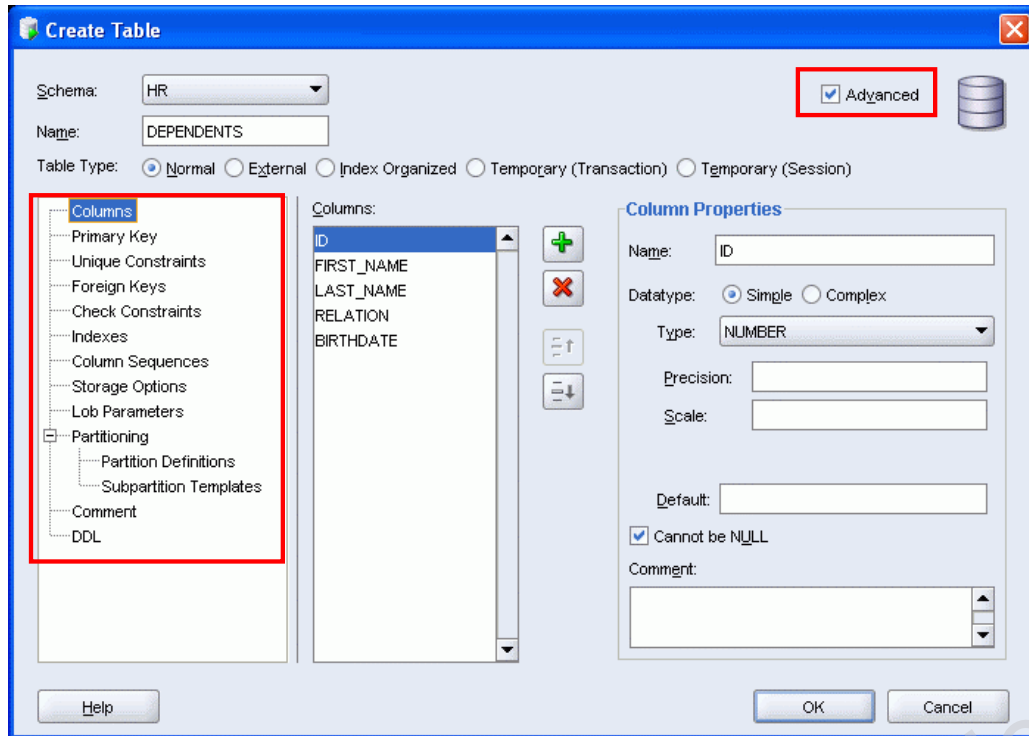 Create Table
Schema: HR
Advanced
Name: DEPENDENTS
Table Type: Normal External Index Organized Temporary (Transaction) Temporary (Session)
Columns
Primary Key
Unique Constraints
Foreign Keys
Check Constraints
Indexes
Column Sequences
Storage Options
Lob Parameters
Partitioning
Partition Definitions
Subpartition Templates
Comment
DDL
Columns:
ID
FIRST_NAME
LAST_NAME
RELATION
BIRTHDATE
Column Properties
Name: ID
Datatype: Simple Complex
Type: NUMBER
Precision:
Scale:
Default:
Cannot be NULL
Comment:
Help
OK
Cancel